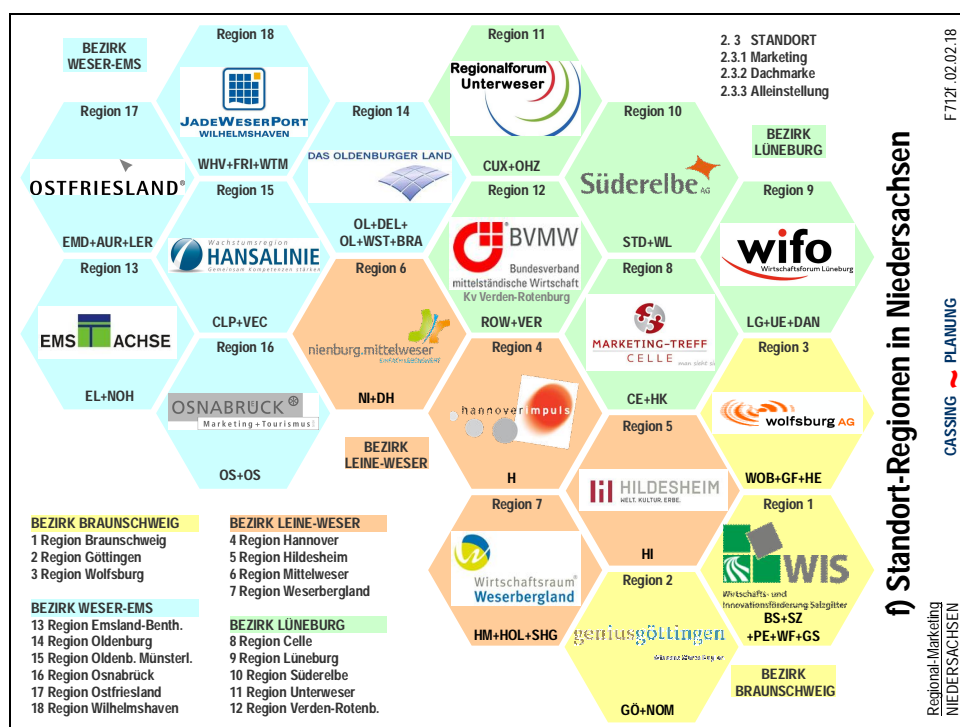 BEZIRK
WESER-EMS
Region 18
JADEWESERPORT
WILHELMSHAVEN
WHV+FRI+WTM
Region 11
Regionalforum
Unterweser
CUX+OHZ
2. 3 STANDORT
2.3.1 Marketing
2.3.2 Dachmarke
2.3.3 Alleinstellung
Region 17
OSTFRIESLAND®
EMD+AUR+LER
Region 14
DAS OLDENBURGER LAND
OL+DEL+
OL+WST+BRA
Region 10
Süderelbe AG
STD+WL
BEZIRK
LÜNEBURG
Region 15
Wachstumsregion
HANSALINIE
Gemeinsam Kompetenzen stärken
CLP+VEC
Region 12
BVMW
Bundesverband
mittelständische Wirtschaft
Kv Verden-Rotenburg
ROW+VER
Region 9
wifo
Wirtschaftsforum Lüneburg
LG+UE+DAN
Region 13
EMS ACHSE
EL+NOH
Region 6
nienburg.mittelweser
NI+DH
Region 8
MARKETING-TREFF
CELLE
CE+HK
Region 16
OSNABRÜCK
Marketing+Tourismus
OS+OS
BEZIRK
LEINE-WESER
Region 4
hannoverimpuls
H
Region 3
wolfsburg AG
WOB+GF+HE
Region 5
HILDESHEIM
WELT. KULTUR. ERBE.
HI
Region 7
Wirtschaftsraum®
Weserbergland
HM+HOL+SHG
Region 1
WIS
Wirtschafts- und
Innovationsförderung Salzgitter
BS+SZ
+PE+WF+GS
Region 2
geniusgöttingen
GÖ+NOM
BEZIRK
BRAUNSCHWEIG
BEZIRK BRAUNSCHWEIG
1 Region Braunschweig
2 Region Göttingen
3 Region Wolfsburg
BEZIRK WESER-EMS
13 Region Emsland-Benth.
14 Region Oldenburg
15 Region Oldenb. Münsterl.
16 Region Osnabrück
17 Region Ostfriesland
18 Region Wilhelmshaven
BEZIRK LEINE-WESER
4 Region Hannover
5 Region Hildesheim
6 Region Mittelweser
7 Region Weserbergland
BEZIRK LÜNEBURG
8 Region Celle
9 Region Lüneburg
10 Region Süderelbe
11 Region Unterweser
12 Region Verden-Rotenb.
f) Standort-Regionen in Niedersachsen
Regional-Marketing
NIEDERSACHSEN
CASSING ~ PLANUNG
F 712f .02.02.18